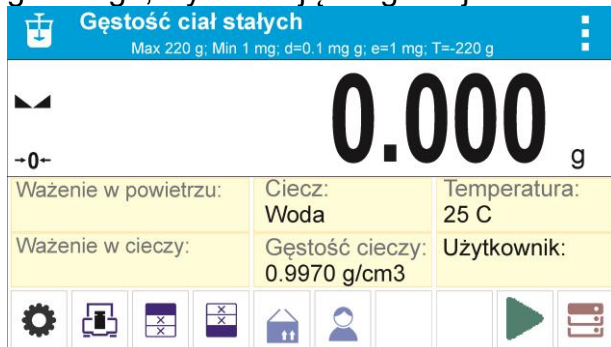 Gęstość ciał stałych
Max 220 g; Min 1 mg; d=0.1 mg g; e=1 mg; T=-220 g
0.000 g
→0←
Ważenie w powietrzu:
Ciecz:
Woda
Temperatura:
25 C
Ważenie w cieczy:
Gęstość cieczy:
0.9970 g/cm3
Użytkownik: